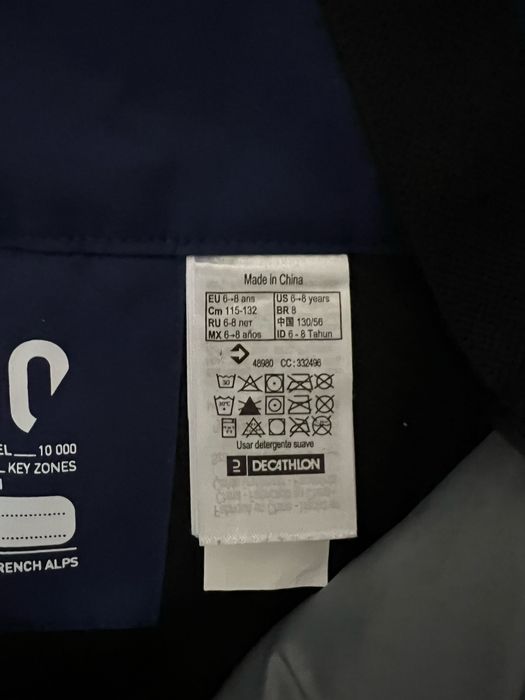 Made in China
EU 6→8 ans US 6→8 years
Cm 115-132 BR 8
RU 6-8 лет 中国 130/56
MX 6→8 años ID 6 - 8 Tahun
48980 CC: 332496
30
30°C
Usar detergente suave
DECATHLON
10 000
KEY ZONES
RENCH ALPS